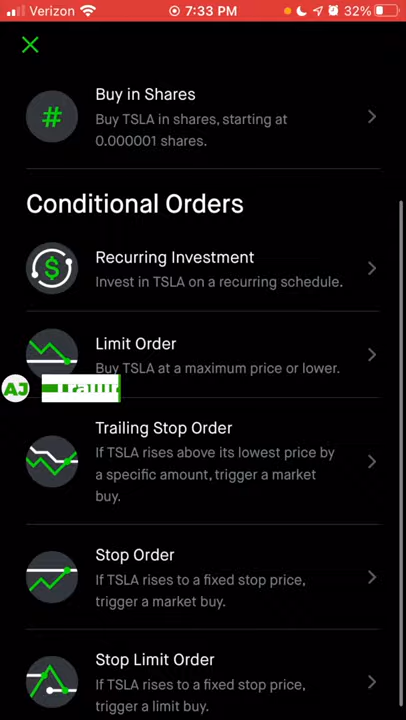 Verizon 7:33 PM 32%
# Buy in Shares
Buy TSLA in shares, starting at
0.000001 shares.
Conditional Orders
$ Recurring Investment
Invest in TSLA on a recurring schedule.
Limit Order
Buy TSLA at a maximum price or lower.
AJ
Trailing Stop Order
If TSLA rises above its lowest price by
a specific amount, trigger a market
buy.
Stop Order
If TSLA rises to a fixed stop price,
trigger a market buy.
Stop Limit Order
If TSLA rises to a fixed stop price,
trigger a limit buy.